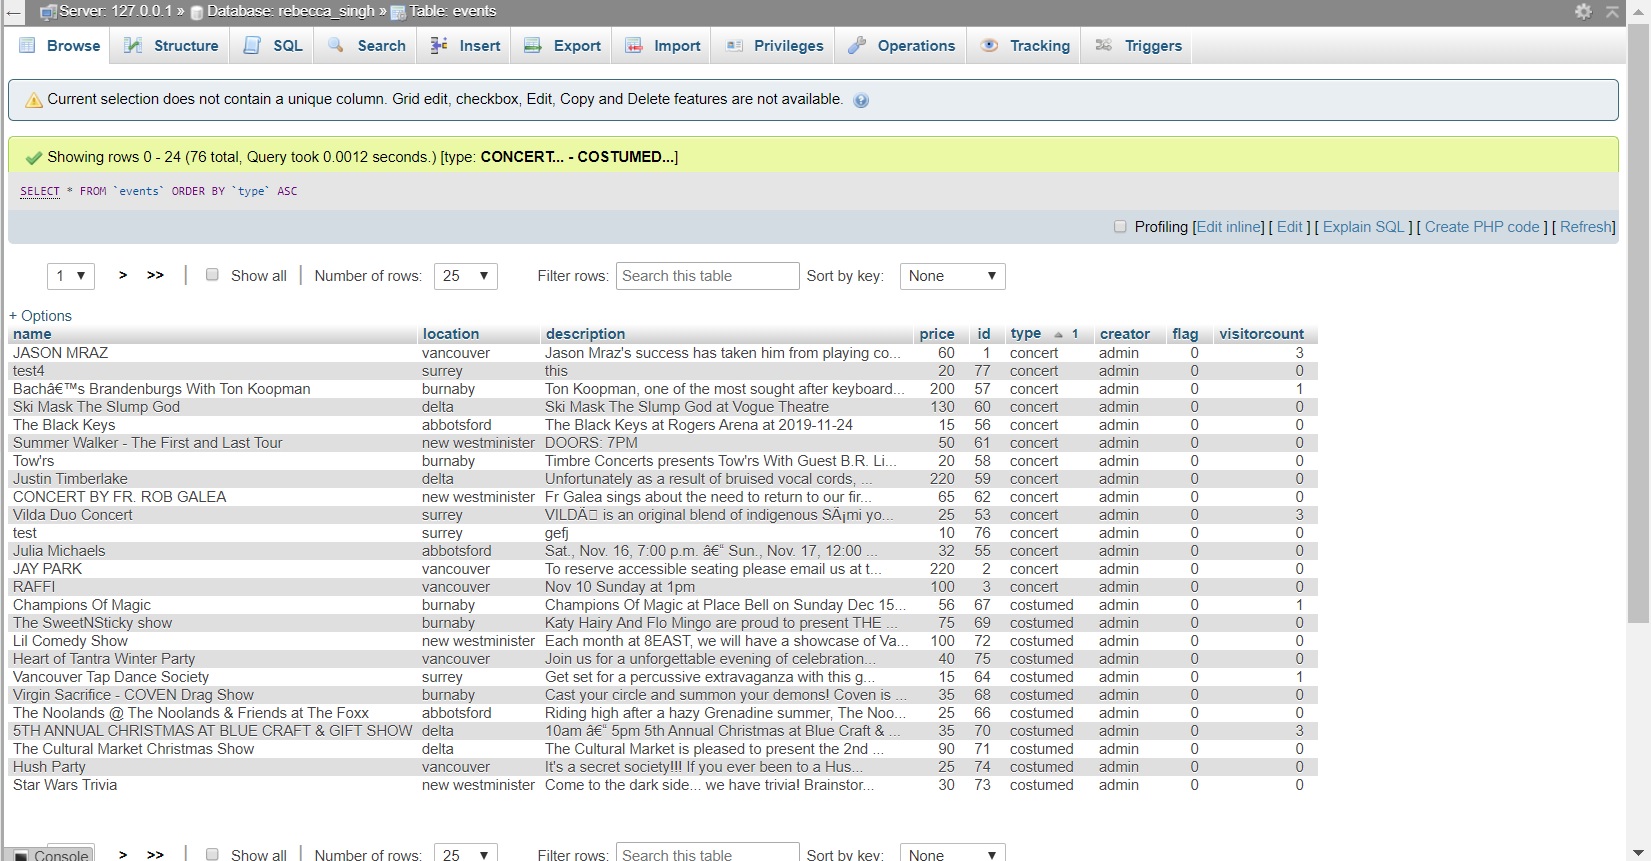 Server: 127.0.0.1 » Database: rebecca_singh » Table: events
Browse Structure SQL Search Insert Export Import Privileges Operations Tracking Triggers
Current selection does not contain a unique column. Grid edit, checkbox, Edit, Copy and Delete features are not available.
Showing rows 0 - 24 (76 total, Query took 0.0012 seconds.) [type: CONCERT... - COSTUMED...]
SELECT * FROM `events` ORDER BY `type` ASC
Profiling [Edit inline] [ Edit ] [ Explain SQL ] [ Create PHP code ] [ Refresh]
1 ▼ > >> | Show all | Number of rows: 25 ▼ Filter rows: Search this table Sort by key: None ▼
+ Options
name location description price id type 1 creator flag visitorcount
JASON MRAZ vancouver Jason Mraz's success has taken him from playing co... 60 1 concert admin 0 3
test4 surrey this 20 77 concert admin 0 0
Bachâ€™s Brandenburgs With Ton Koopman burnaby Ton Koopman, one of the most sought after keyboard... 200 57 concert admin 0 1
Ski Mask The Slump God delta Ski Mask The Slump God at Vogue Theatre 130 60 concert admin 0 0
The Black Keys abbotsford The Black Keys at Rogers Arena at 2019-11-24 15 56 concert admin 0 0
Summer Walker - The First and Last Tour new westminister DOORS: 7PM 50 61 concert admin 0 0
Tow'rs burnaby Timbre Concerts presents Tow'rs With Guest B.R. Li... 20 58 concert admin 0 0
Justin Timberlake delta Unfortunately as a result of bruised vocal cords, ... 220 59 concert admin 0 0
CONCERT BY FR. ROB GALEA new westminister Fr Galea sings about the need to return to our fir... 65 62 concert admin 0 0
Vilda Duo Concert surrey VILDÄ□ is an original blend of indigenous SÃ¡mi yo... 25 53 concert admin 0 3
test surrey gefj 10 76 concert admin 0 0
Julia Michaels abbotsford Sat., Nov. 16, 7:00 p.m. â€“ Sun., Nov. 17, 12:00 ... 32 55 concert admin 0 0
JAY PARK vancouver To reserve accessible seating please email us at t... 220 2 concert admin 0 0
RAFFI vancouver Nov 10 Sunday at 1pm 100 3 concert admin 0 0
Champions Of Magic burnaby Champions Of Magic at Place Bell on Sunday Dec 15... 56 67 costumed admin 0 1
The SweetNSticky show burnaby Katy Hairy And Flo Mingo are proud to present THE ... 75 69 costumed admin 0 0
Lil Comedy Show new westminister Each month at 8EAST, we will have a showcase of Va... 100 72 costumed admin 0 0
Heart of Tantra Winter Party vancouver Join us for a unforgettable evening of celebration... 40 75 costumed admin 0 0
Vancouver Tap Dance Society surrey Get set for a percussive extravaganza with this g... 15 64 costumed admin 0 1
Virgin Sacrifice - COVEN Drag Show burnaby Cast your circle and summon your demons! Coven is ... 35 68 costumed admin 0 0
The Noolands @ The Noolands & Friends at The Foxx abbotsford Riding high after a hazy Grenadine summer, The Noo... 25 66 costumed admin 0 0
5TH ANNUAL CHRISTMAS AT BLUE CRAFT & GIFT SHOW delta 10am â€“ 5pm 5th Annual Christmas at Blue Craft & ... 35 70 costumed admin 0 3
The Cultural Market Christmas Show delta The Cultural Market is pleased to present the 2nd ... 90 71 costumed admin 0 0
Hush Party vancouver It's a secret society!!! If you ever been to a Hus... 25 74 costumed admin 0 0
Star Wars Trivia new westminister Come to the dark side... we have trivia! Brainstor... 30 73 costumed admin 0 0
Console > >> | Show all | Number of rows: 25 ▼ Filter rows: Search this table Sort by key: None ▼